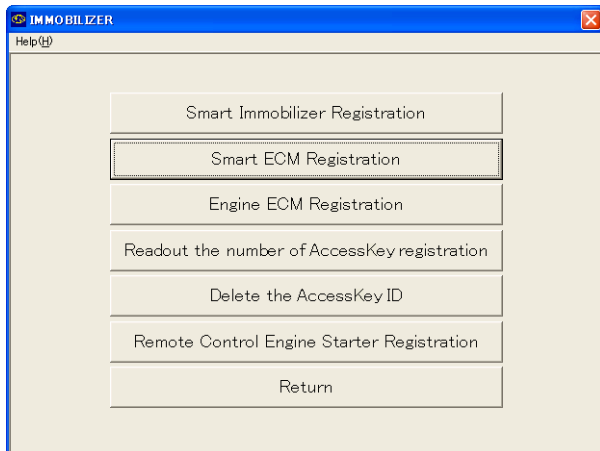 IMMOBILIZER
Help(H)
Smart Immobilizer Registration
Smart ECM Registration
Engine ECM Registration
Readout the number of AccessKey registration
Delete the AccessKey ID
Remote Control Engine Starter Registration
Return